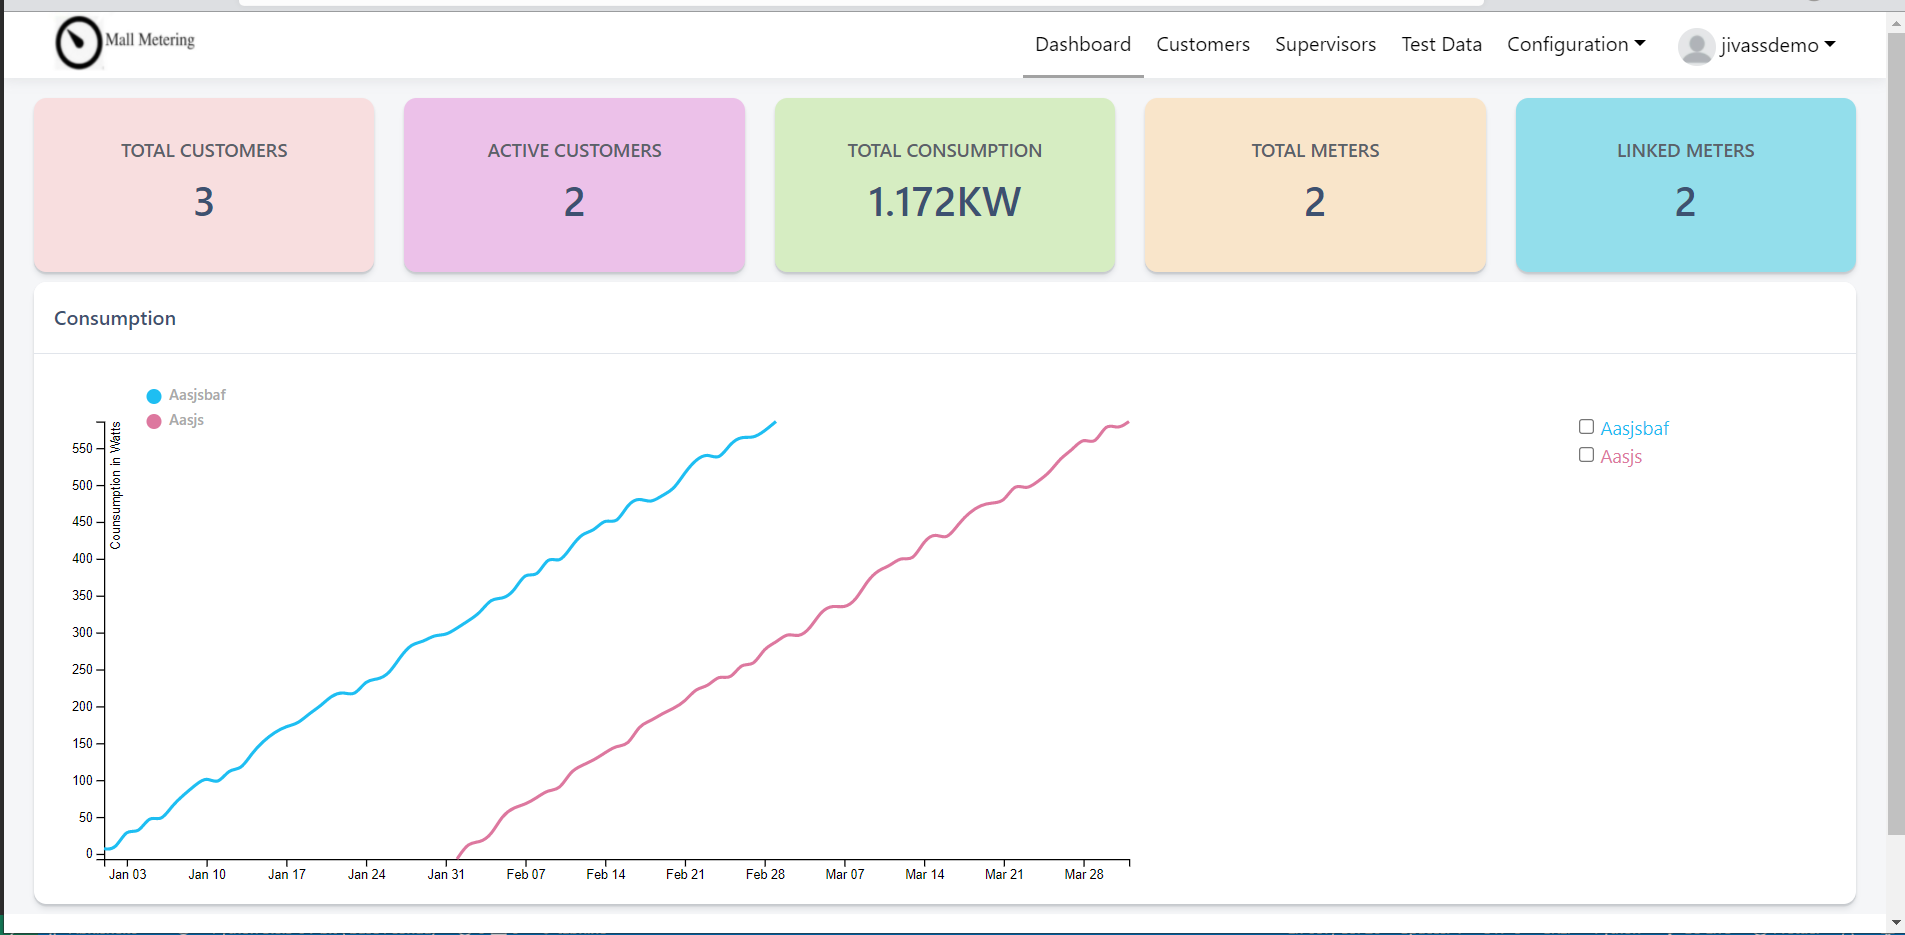 Mall Metering
Dashboard
Customers
Supervisors
Test Data
Configuration
jivassdemo
TOTAL CUSTOMERS
3
ACTIVE CUSTOMERS
2
TOTAL CONSUMPTION
1.172KW
TOTAL METERS
2
LINKED METERS
2
Consumption
Aasjsbaf
Aasjs
Counsumption in Watts
550
500
450
400
350
300
250
200
150
100
50
0
Jan 03
Jan 10
Jan 17
Jan 24
Jan 31
Feb 07
Feb 14
Feb 21
Feb 28
Mar 07
Mar 14
Mar 21
Mar 28
Aasjsbaf
Aasjs